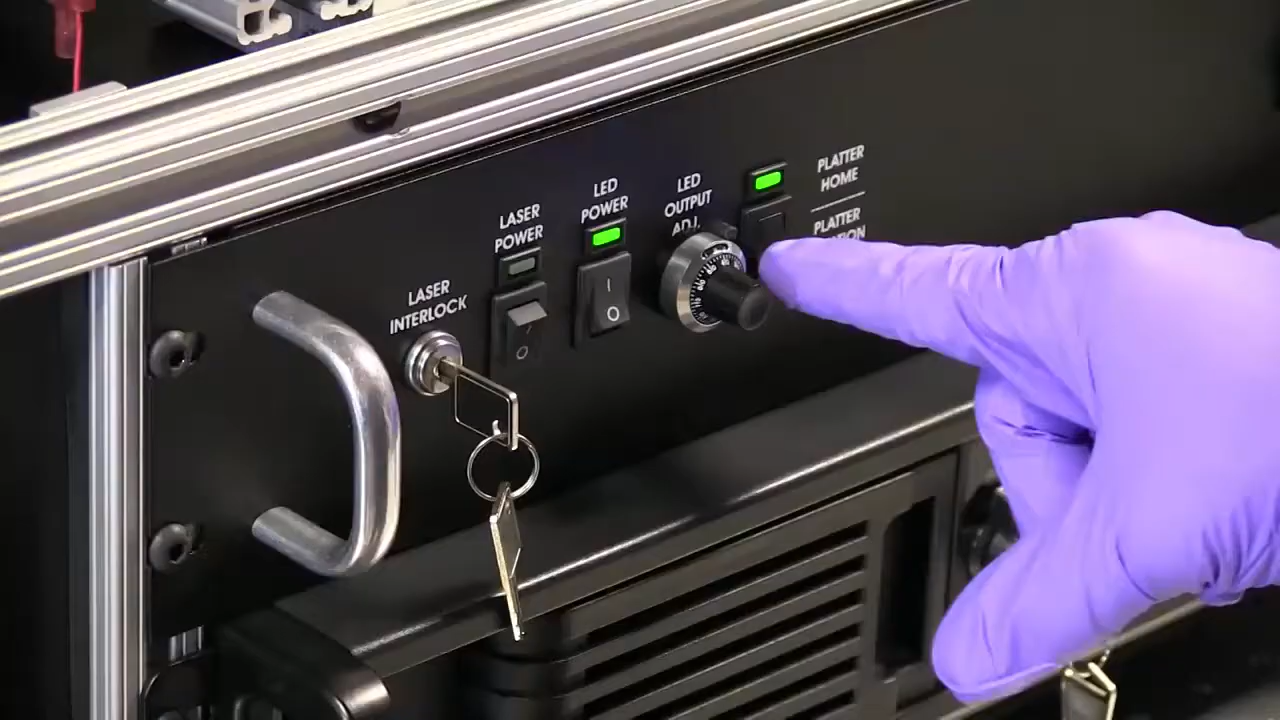 LASER
INTERLOCK
LASER
POWER
LED
POWER
LED
OUTPUT
ADJ.
PLATTER
HOME
PLATTER
I
O
O